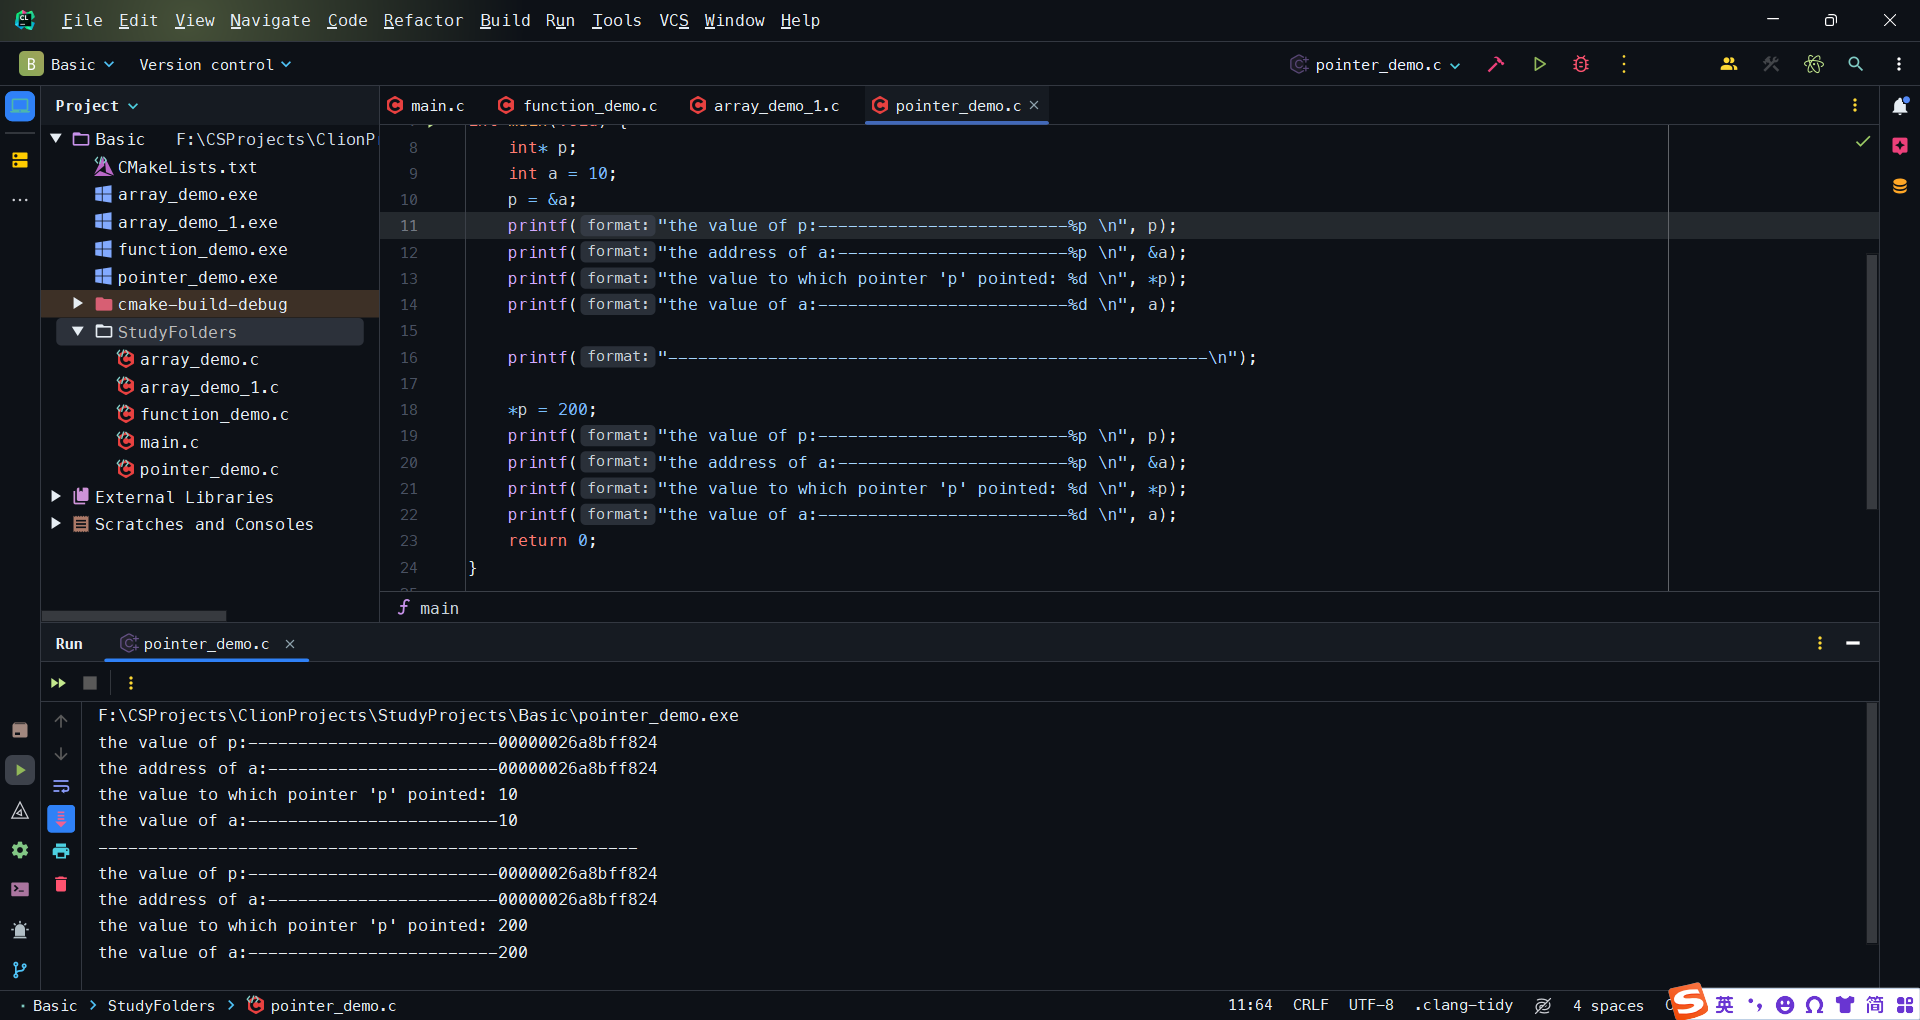 File Edit View Navigate Code Refactor Build Run Tools VCS Window Help
B Basic Version control pointer_demo.c
Project
main.c function_demo.c array_demo_1.c pointer_demo.c
Basic F:\CSProjects\ClionP
CMakeLists.txt
array_demo.exe
array_demo_1.exe
function_demo.exe
pointer_demo.exe
cmake-build-debug
StudyFolders
array_demo.c
array_demo_1.c
function_demo.c
main.c
pointer_demo.c
External Libraries
Scratches and Consoles
8 int* p;
9 int a = 10;
10 p = &a;
11 printf( format: "the value of p:-------------------------%p \n", p);
12 printf( format: "the address of a:-----------------------%p \n", &a);
13 printf( format: "the value to which pointer 'p' pointed: %d \n", *p);
14 printf( format: "the value of a:-------------------------%d \n", a);
15
16 printf( format: "------------------------------------------------------\n");
17
18 *p = 200;
19 printf( format: "the value of p:-------------------------%p \n", p);
20 printf( format: "the address of a:-----------------------%p \n", &a);
21 printf( format: "the value to which pointer 'p' pointed: %d \n", *p);
22 printf( format: "the value of a:-------------------------%d \n", a);
23 return 0;
24 }
f main
Run pointer_demo.c
F:\CSProjects\ClionProjects\StudyProjects\Basic\pointer_demo.exe
the value of p:-------------------------00000026a8bff824
the address of a:-----------------------00000026a8bff824
the value to which pointer 'p' pointed: 10
the value of a:-------------------------10
------------------------------------------------------
the value of p:-------------------------00000026a8bff824
the address of a:-----------------------00000026a8bff824
the value to which pointer 'p' pointed: 200
the value of a:-------------------------200
Basic > StudyFolders > pointer_demo.c
11:64 CRLF UTF-8 .clang-tidy 4 spaces
英 简